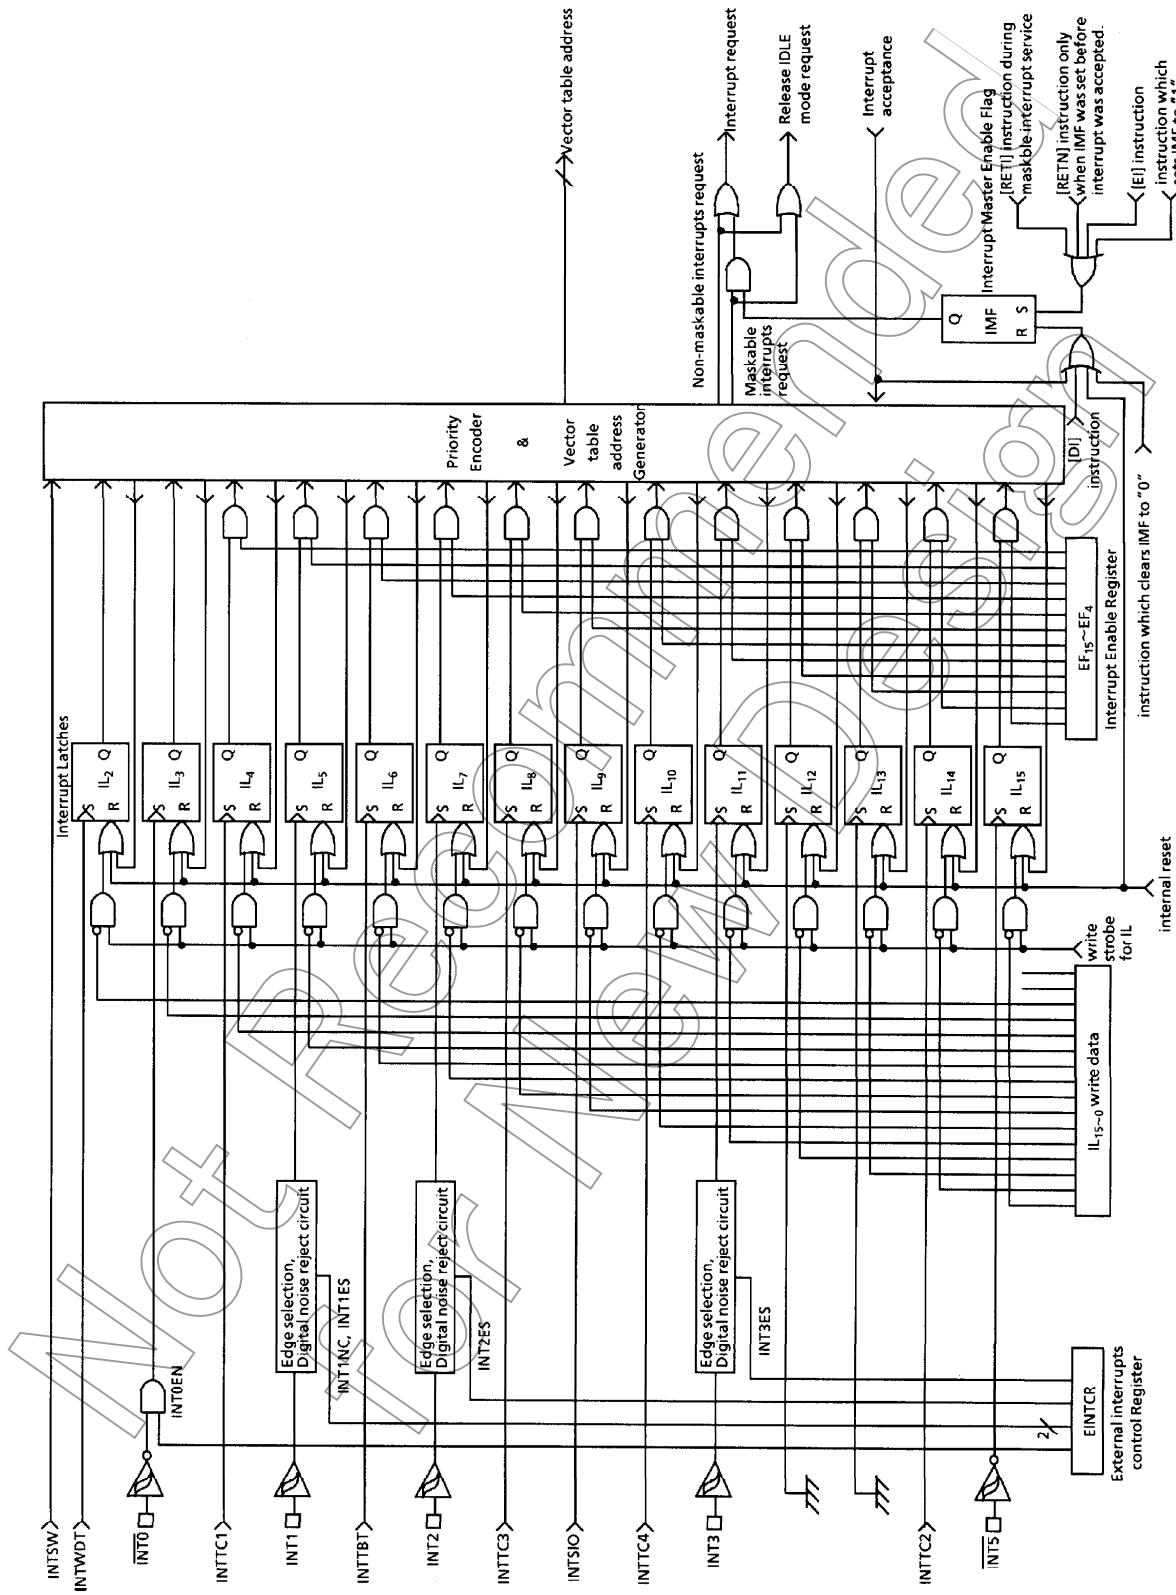 Vector table address
Interrupt request
Release IDLE
mode request
Interrupt
acceptance
Interrupt Master Enable Flag
[RETI] instruction during
maskble interrupt service
[RETN] instruction only
when IMF was set before
interrupt was accepted.
[EI] instruction
instruction which
Non-maskable interrupts request
Maskable
interrupts
request
Q
IMF
R S
Priority
Encoder
&
Vector
table
address
Generator
[DI]
instruction
instruction which clears IMF to "0"
EF15~EF4
Interrupt Enable Register
Interrupt Latches
S IL2 Q R
S IL3 Q R
S IL4 Q R
S IL5 Q R
S IL6 Q R
S IL7 Q R
S IL8 Q R
S IL9 Q R
S IL10 Q R
S IL11 Q R
S IL12 Q R
S IL13 Q R
S IL14 Q R
S IL15 Q R
internal reset
write
strobe
for IL
IL15~0 write data
Edge selection,
Digital noise reject circuit
INT1NC, INT1ES
Edge selection,
Digital noise reject circuit
INT2ES
Edge selection,
Digital noise reject circuit
INT3ES
INT0EN
2
EINTCR
External interrupts
control Register
INTSW
INTWDT
INT0
INTTC1
INT1
INTTBT
INT2
INTTC3
INTSIO
INTTC4
INT3
INTTC2
INT5
Not Recommended
for New Design